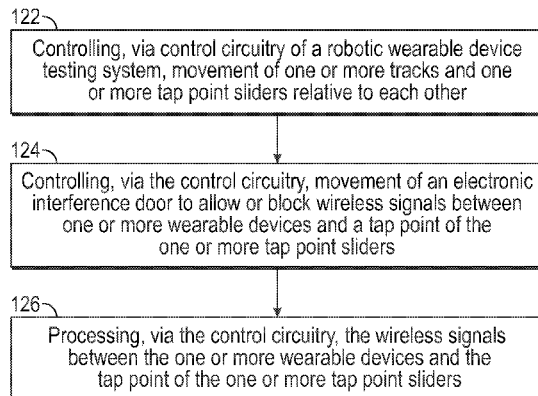 122
Controlling, via control circuitry of a robotic wearable device
testing system, movement of one or more tracks and one
or more tap point sliders relative to each other
124
Controlling, via the control circuitry, movement of an electronic
interference door to allow or block wireless signals between
one or more wearable devices and a tap point of the
one or more tap point sliders
126
Processing, via the control circuitry, the wireless signals
between the one or more wearable devices and the
tap point of the one or more tap point sliders